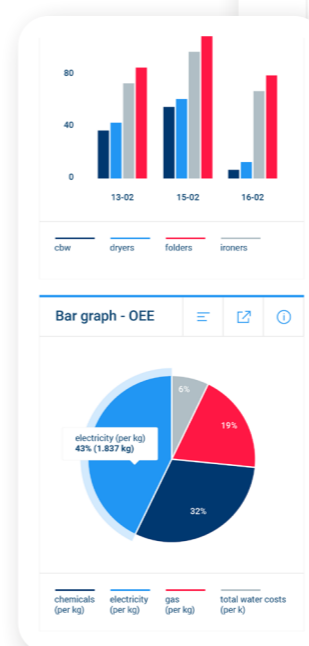 80
40
0
13-02 15-02 16-02
cbw dryers folders ironers
Bar graph - OEE
6%
19%
electricity (per kg)
43% (1.837 kg)
32%
chemicals electricity gas total water costs
(per kg) (per kg) (per kg) (per k)